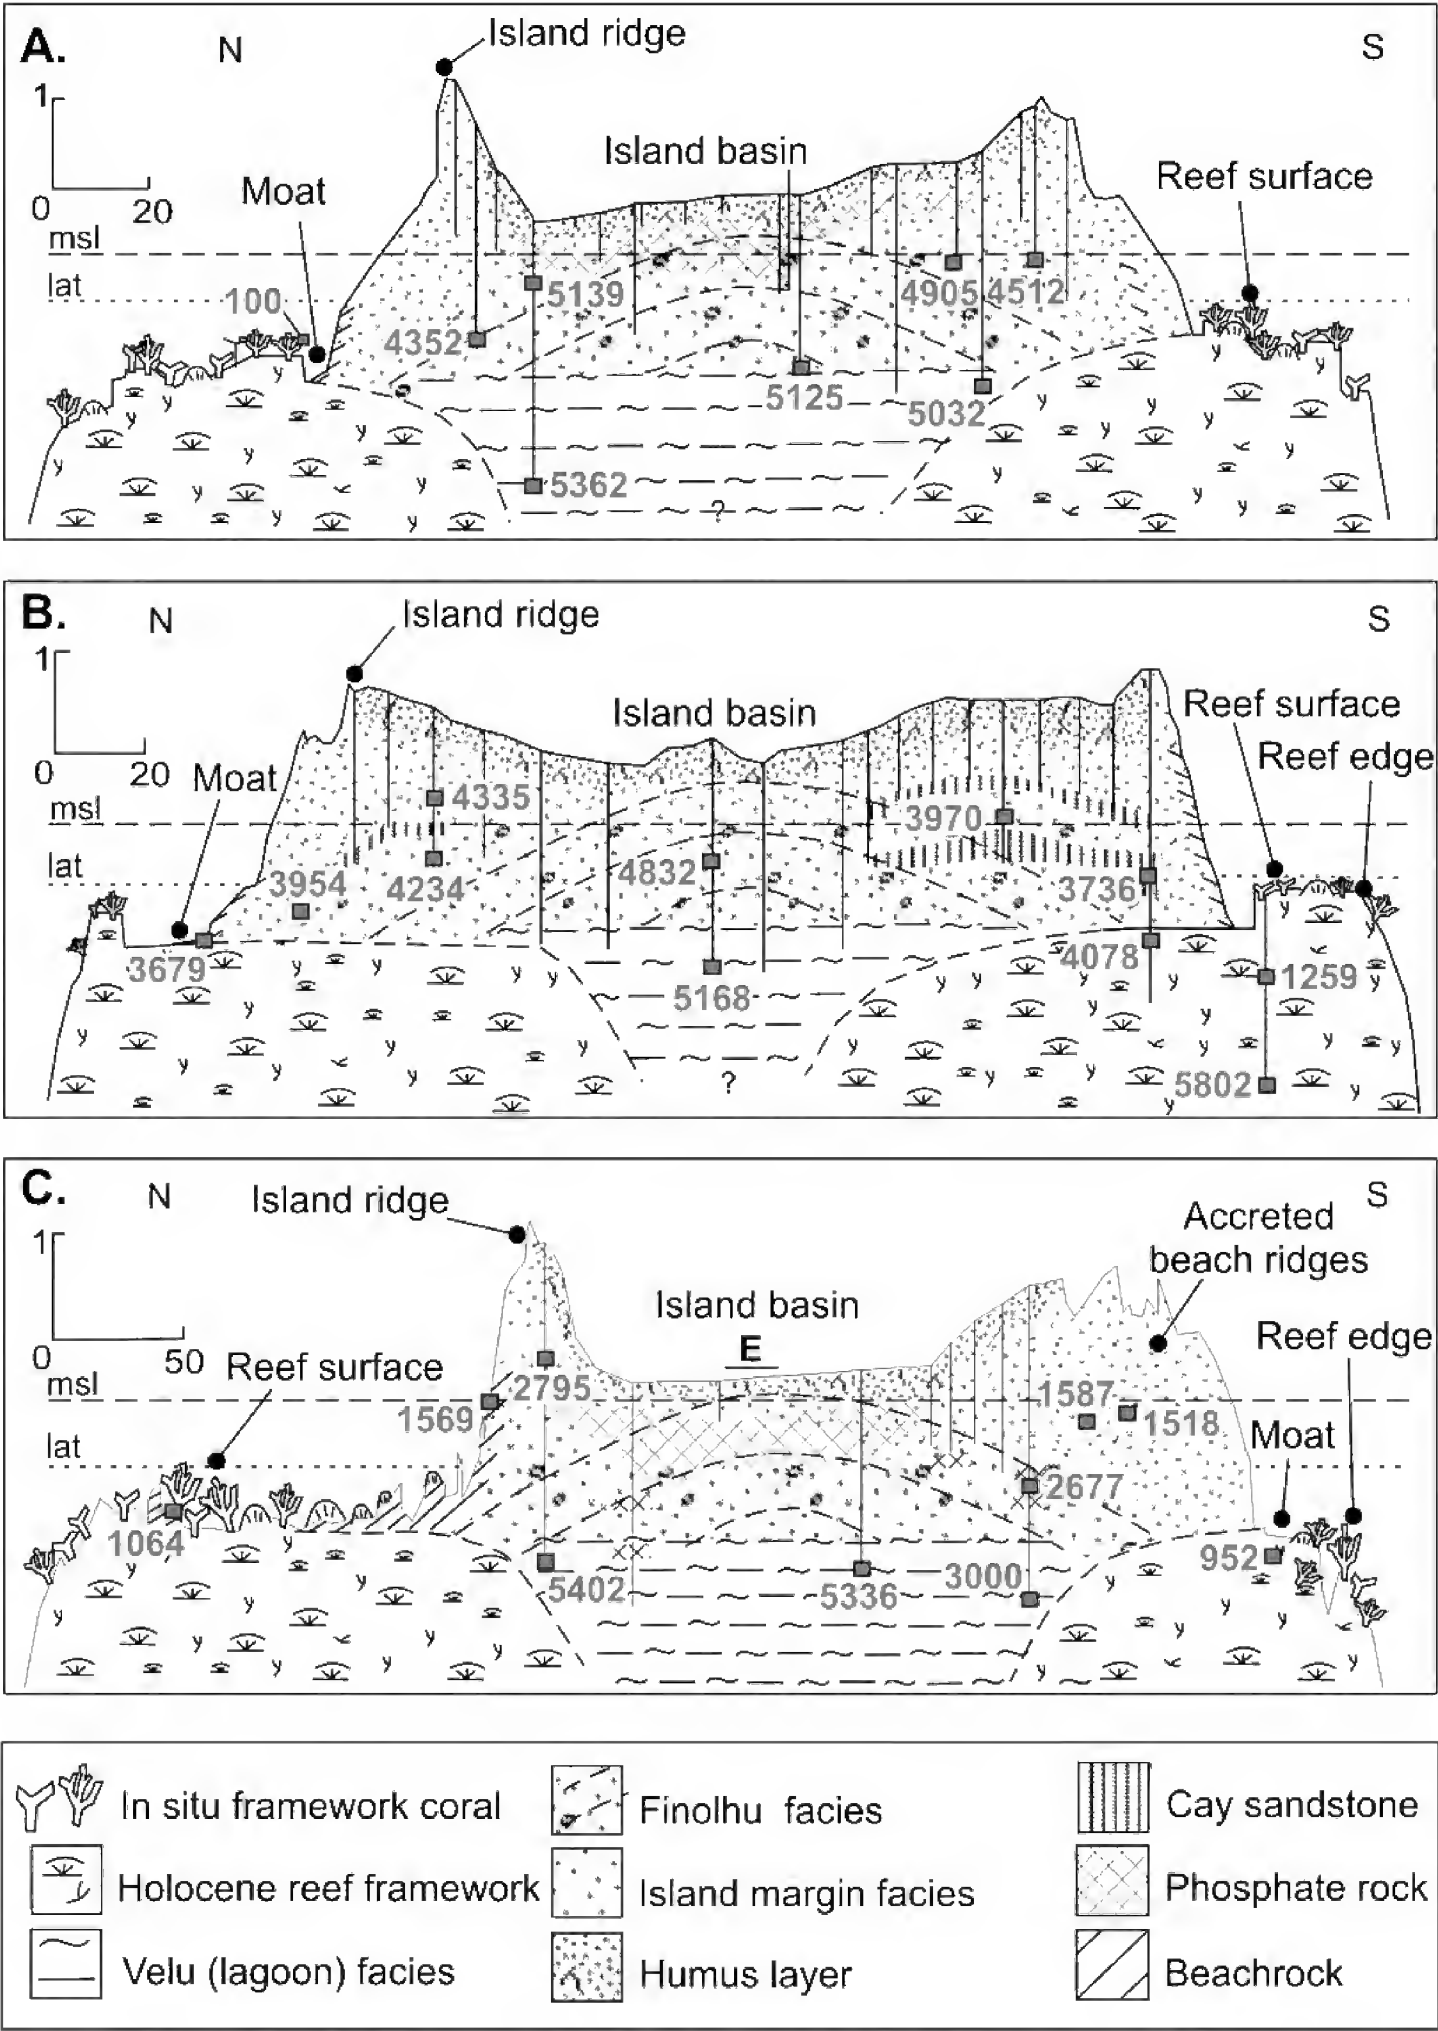 A.
N
Island ridge
S
1
Island basin
Moat
Reef surface
0
20
msl
lat
100
5139
4905
4512
4352
5125
5032
5362
?
B.
N
Island ridge
S
1
Island basin
Reef surface
Reef edge
0
20
Moat
msl
4335
3970
lat
3954
4234
4832
3736
3679
5168
4078
1259
?
5802
C.
N
Island ridge
S
Accreted
beach ridges
1
Island basin
E
Reef edge
0
50
Reef surface
msl
2795
1587
1569
1518
lat
Moat
2677
1064
952
5402
5336
3000
In situ framework coral
Finolhu facies
Cay sandstone
Holocene reef framework
Island margin facies
Phosphate rock
Velu (lagoon) facies
Humus layer
Beachrock